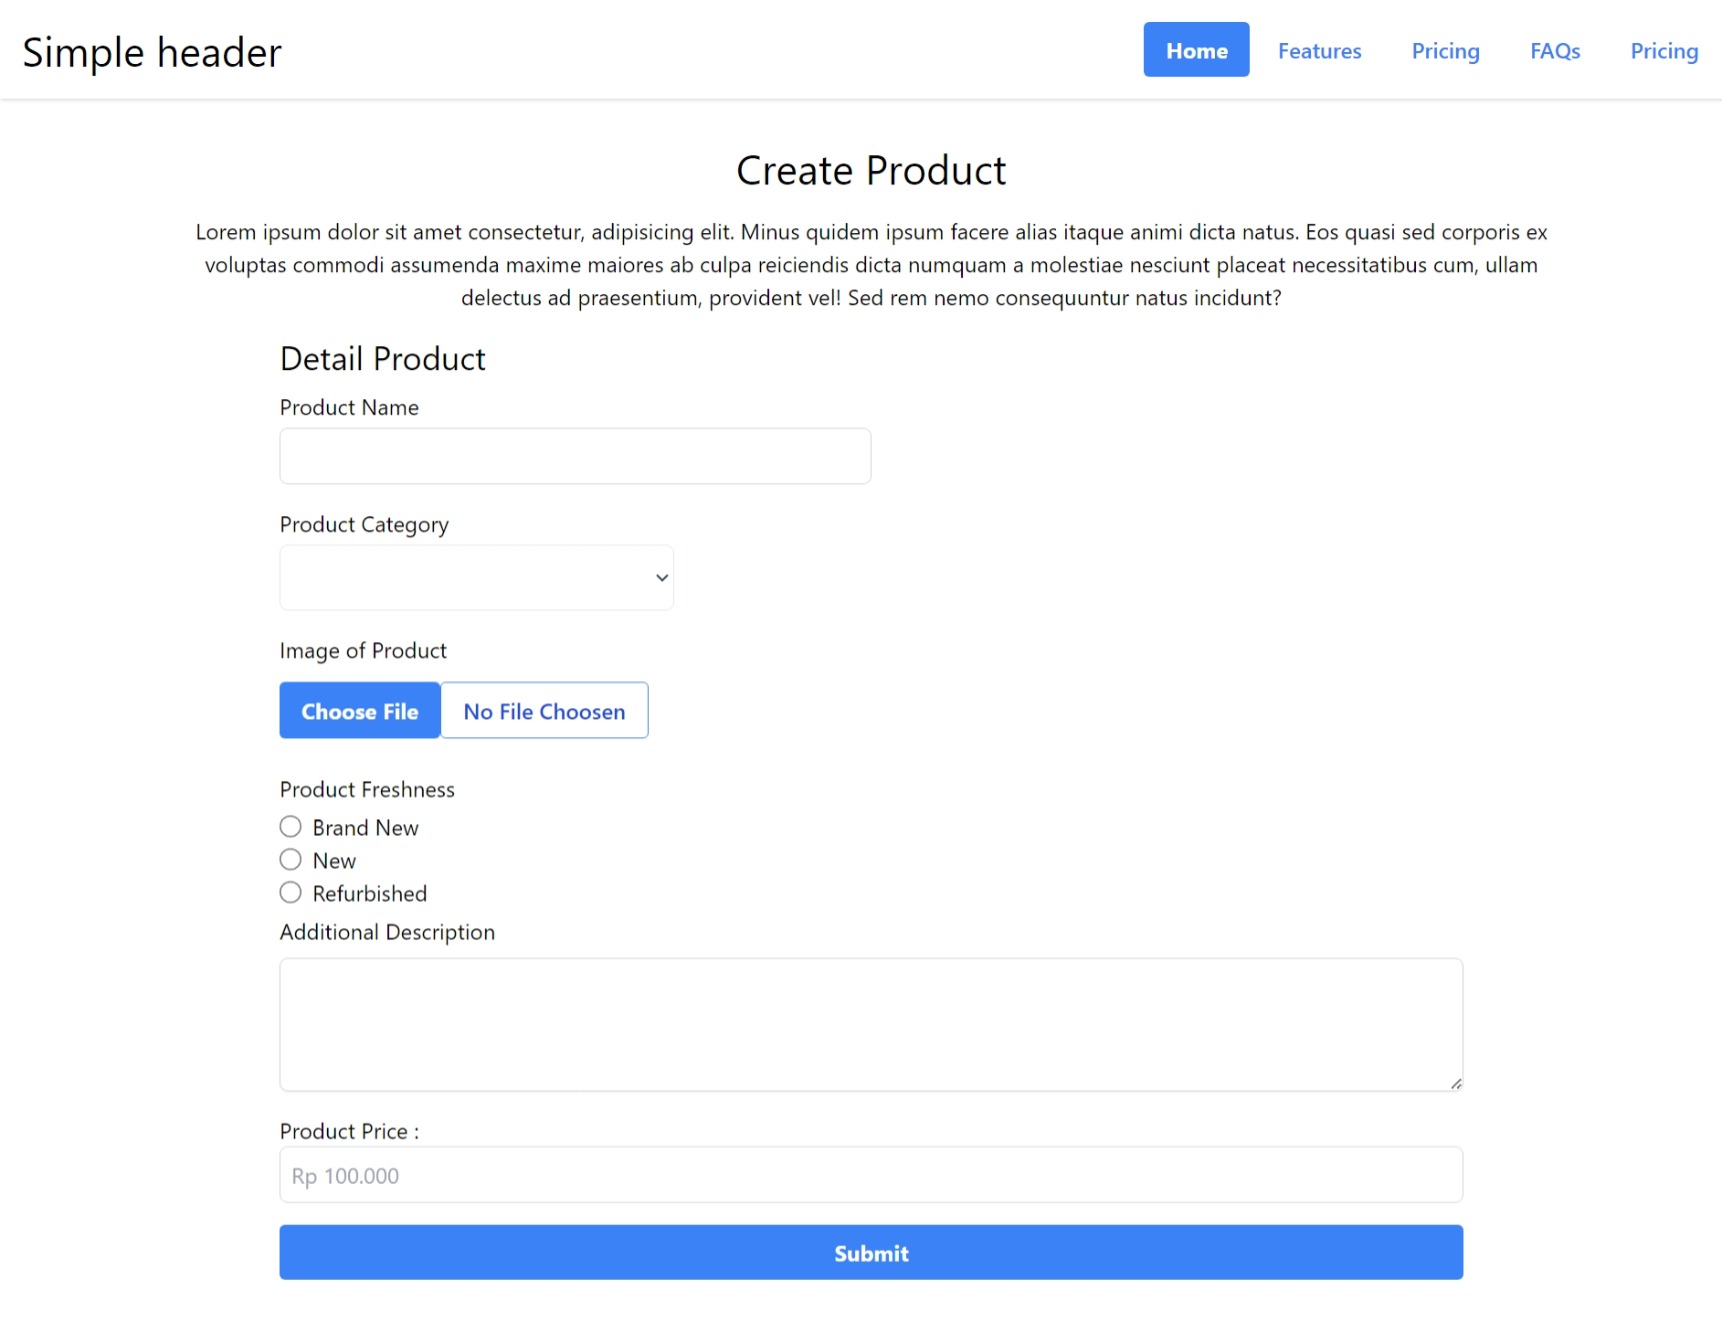 Simple header
Home Features Pricing FAQs Pricing
Create Product
Lorem ipsum dolor sit amet consectetur, adipisicing elit. Minus quidem ipsum facere alias itaque animi dicta natus. Eos quasi sed corporis ex
voluptas commodi assumenda maxime maiores ab culpa reiciendis dicta numquam a molestiae nesciunt placeat necessitatibus cum, ullam
delectus ad praesentium, provident vel! Sed rem nemo consequuntur natus incidunt?
Detail Product
Product Name
Product Category
Image of Product
Choose File No File Choosen
Product Freshness
Brand New
New
Refurbished
Additional Description
Product Price :
Rp 100.000
Submit